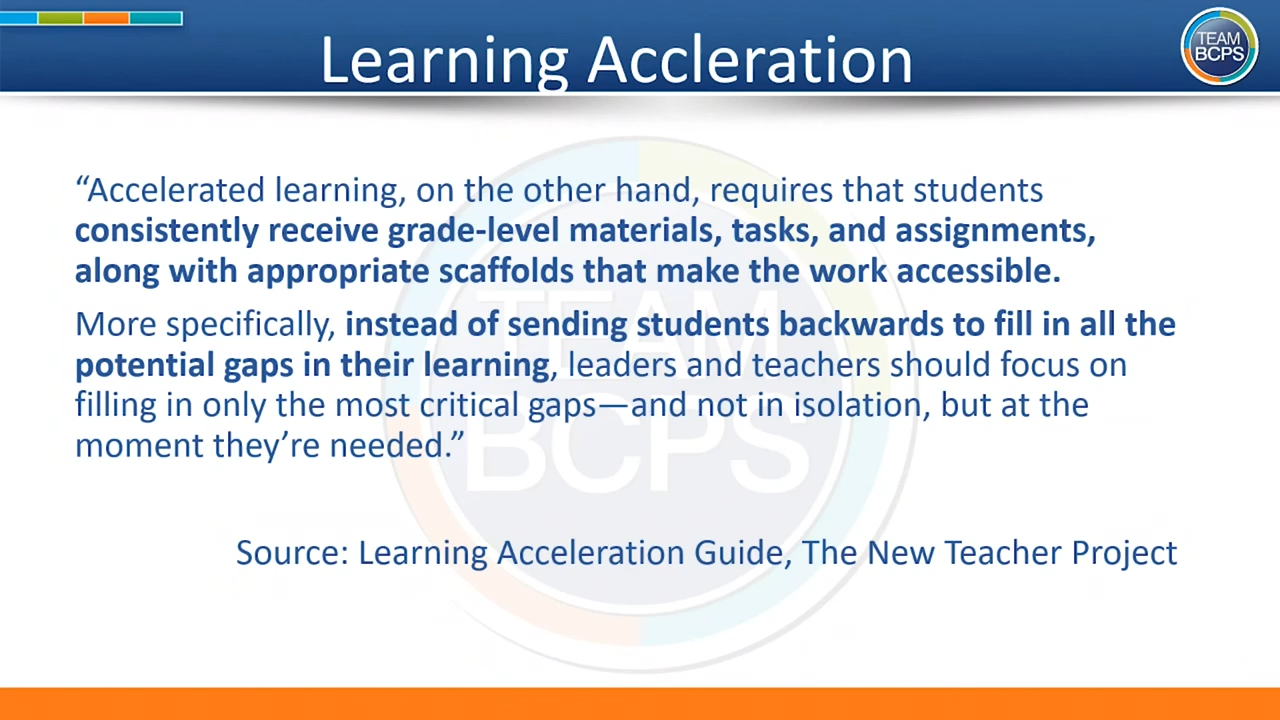 Learning Accleration
TEAM
BCPS
“Accelerated learning, on the other hand, requires that students
consistently receive grade-level materials, tasks, and assignments,
along with appropriate scaffolds that make the work accessible.
More specifically, instead of sending students backwards to fill in all the
potential gaps in their learning, leaders and teachers should focus on
filling in only the most critical gaps—and not in isolation, but at the
moment they’re needed.”
TEAM
BCPS
Source: Learning Acceleration Guide, The New Teacher Project